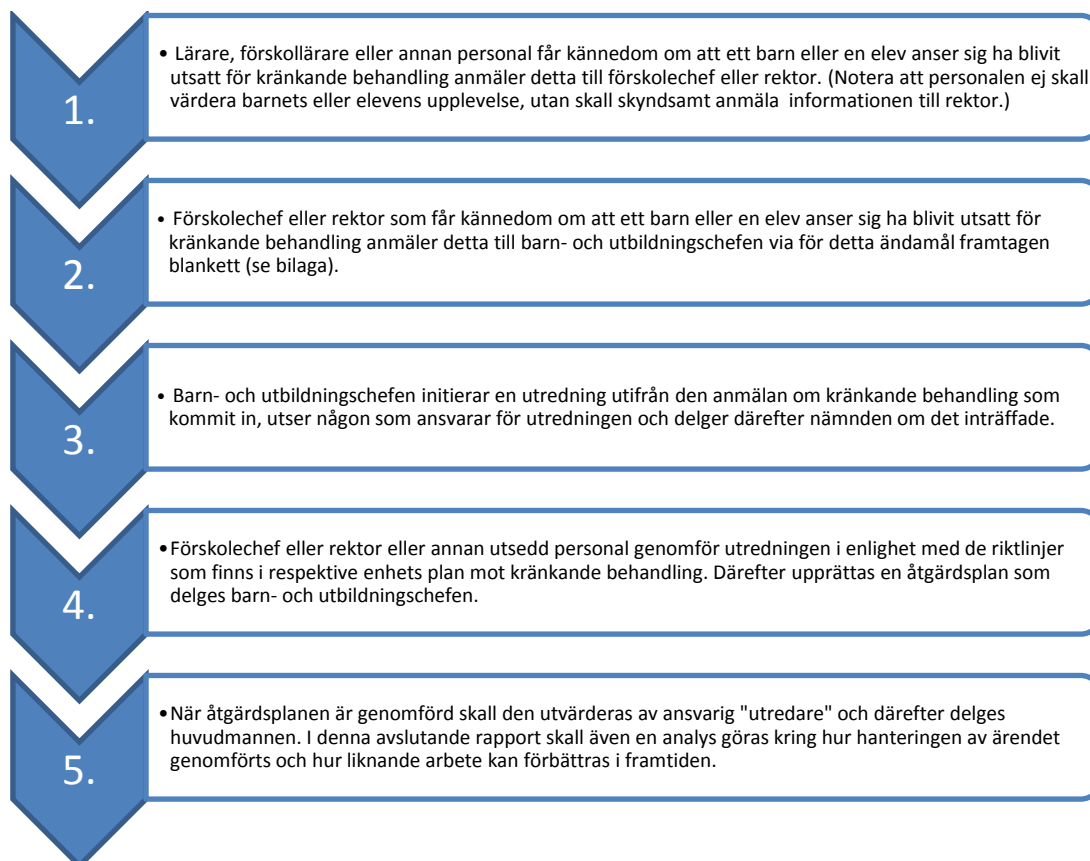 1.
• Lärare, förskollärare eller annan personal får kännedom om att ett barn eller en elev anser sig ha blivit
utsatt för kränkande behandling anmäler detta till förskolechef eller rektor. (Notera att personalen ej skall
värdera barnets eller elevens upplevelse, utan skall skyndsamt anmäla informationen till rektor.)
2.
• Förskolechef eller rektor som får kännedom om att ett barn eller en elev anser sig ha blivit utsatt för
kränkande behandling anmäler detta till barn- och utbildningschefen via för detta ändamål framtagen
blankett (se bilaga).
3.
• Barn- och utbildningschefen initierar en utredning utifrån den anmälan om kränkande behandling som
kommit in, utser någon som ansvarar för utredningen och delger därefter nämnden om det inträffade.
4.
•Förskolechef eller rektor eller annan utsedd personal genomför utredningen i enlighet med de riktlinjer
som finns i respektive enhets plan mot kränkande behandling. Därefter upprättas en åtgärdsplan som
delges barn- och utbildningschefen.
5.
•När åtgärdsplanen är genomförd skall den utvärderas av ansvarig "utredare" och därefter delges
huvudmannen. I denna avslutande rapport skall även en analys göras kring hur hanteringen av ärendet
genomförts och hur liknande arbete kan förbättras i framtiden.